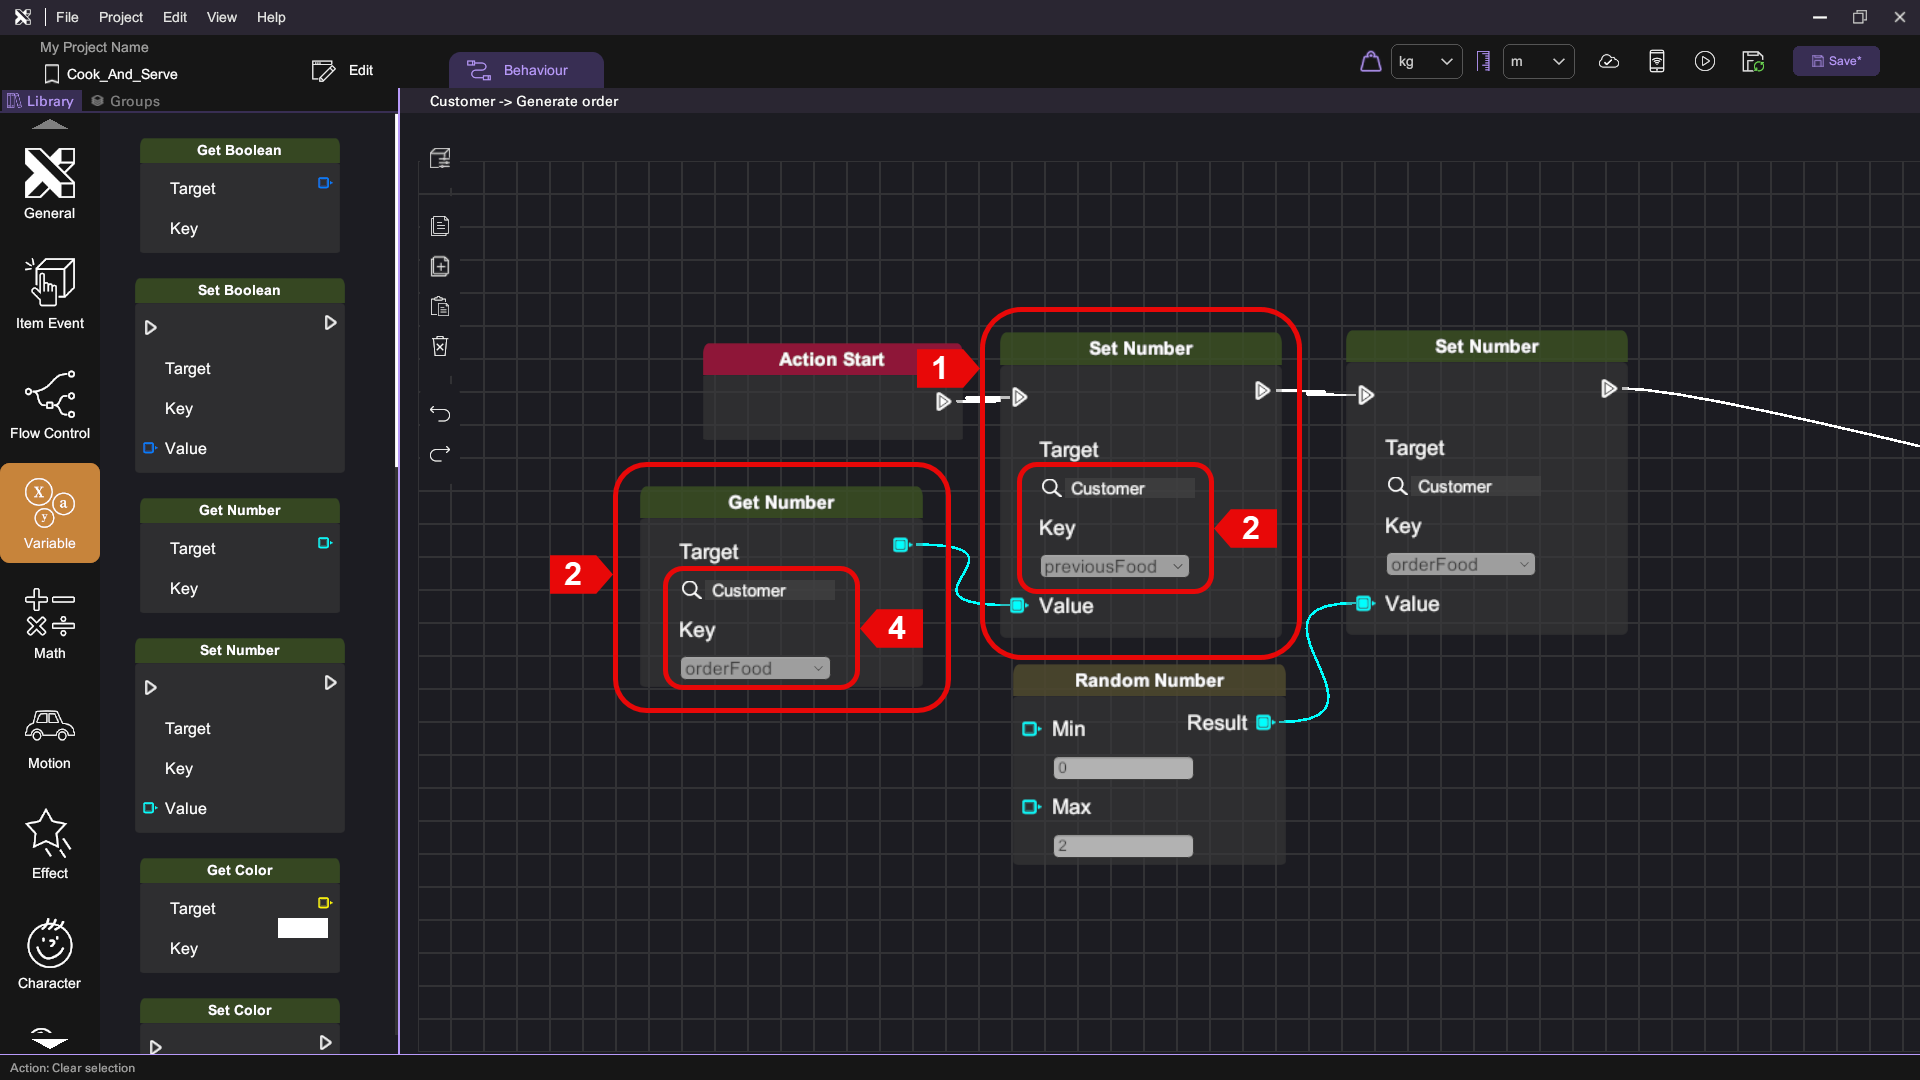 File Project Edit View Help
My Project Name
Cook_And_Serve
Edit
Behaviour
kg
m
Save*
Library Groups
Customer -> Generate order
General
Item Event
Flow Control
X a y
Variable
Math
Motion
Effect
Character
Get Boolean
Target
Key
Set Boolean
Target
Key
Value
Get Number
Target
Key
Set Number
Target
Key
Value
Get Color
Target
Key
Set Color
Action Start
1
Set Number
Target
Customer
Key
previousFood
Value
2
Set Number
Target
Customer
Key
orderFood
Value
2
Get Number
Target
Customer
Key
orderFood
4
Random Number
Min
Result
0
Max
2
Action: Clear selection